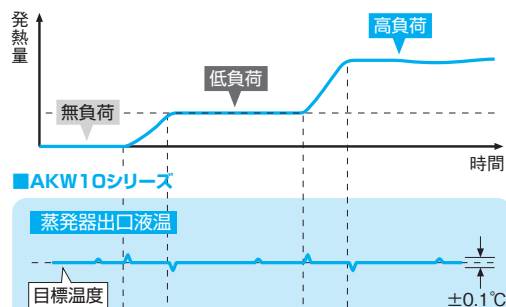 発熱量
高負荷
低負荷
無負荷
時間
■AKW10シリーズ
蒸発器出口液温
目標温度
±0.1℃